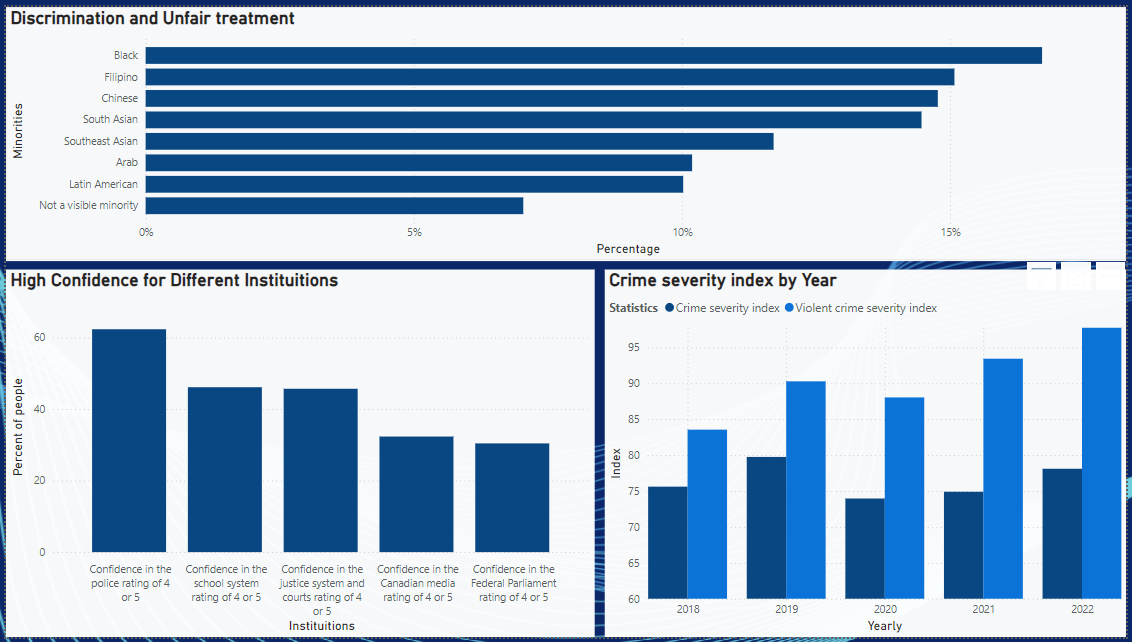 Discrimination and Unfair treatment
Minorities
Black
Filipino
Chinese
South Asian
Southeast Asian
Arab
Latin American
Not a visible minority
0% 5% 10% 15%
Percentage
High Confidence for Different Instituitions
Percent of people
60
40
20
0
Confidence in the police rating of 4 or 5
Confidence in the school system rating of 4 or 5
Confidence in the justice system and courts rating of 4 or 5
Confidence in the Canadian media rating of 4 or 5
Confidence in the Federal Parliament rating of 4 or 5
Instituitions
Crime severity index by Year
Statistics Crime severity index Violent crime severity index
Index
95
90
85
80
75
70
65
60
2018 2019 2020 2021 2022
Yearly